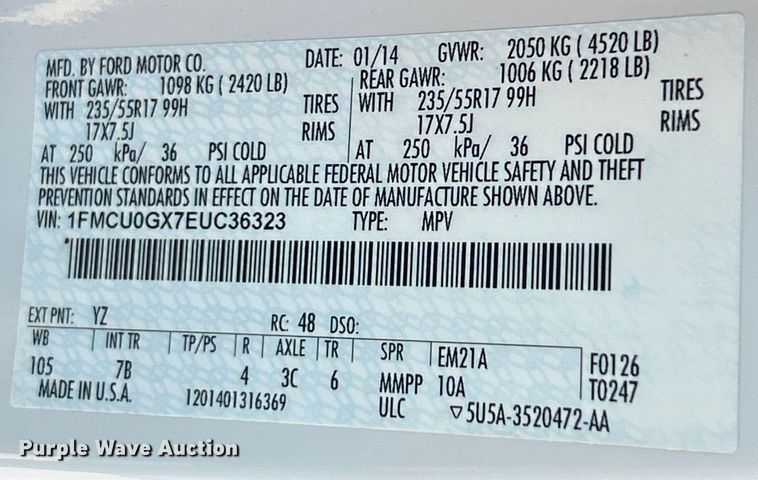 MFD. BY FORD MOTOR CO. DATE: 01/14 GVWR: 2050 KG ( 4520 LB)
FRONT GAWR: 1098 KG ( 2420 LB) REAR GAWR: 1006 KG ( 2218 LB)
WITH 235/55R17 99H TIRES WITH 235/55R17 99H TIRES
17X7.5J RIMS 17X7.5J RIMS
AT 250 kPa/ 36 PSI COLD AT 250 kPa/ 36 PSI COLD
THIS VEHICLE CONFORMS TO ALL APPLICABLE FEDERAL MOTOR VEHICLE SAFETY AND THEFT
PREVENTION STANDARDS IN EFFECT ON THE DATE OF MANUFACTURE SHOWN ABOVE.
VIN: 1FMCU0GX7EUC36323 TYPE: MPV
EXT PNT: YZ RC: 48 DSO:
WB INT TR TP/PS R AXLE TR SPR EM21A F0126
105 7B 4 3C 6 MMPP 10A T0247
MADE IN U.S.A. 1201401316369 ULC ▽5U5A-3520472-AA
Purple Wave Auction